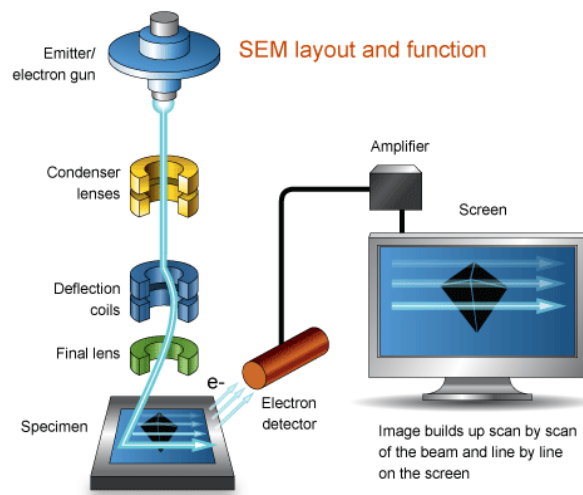 SEM layout and function
Emitter/
electron gun
Condenser
lenses
Amplifier
Screen
Deflection
coils
Final lens
e-
Specimen
Electron
detector
Image builds up scan by scan
of the beam and line by line
on the screen